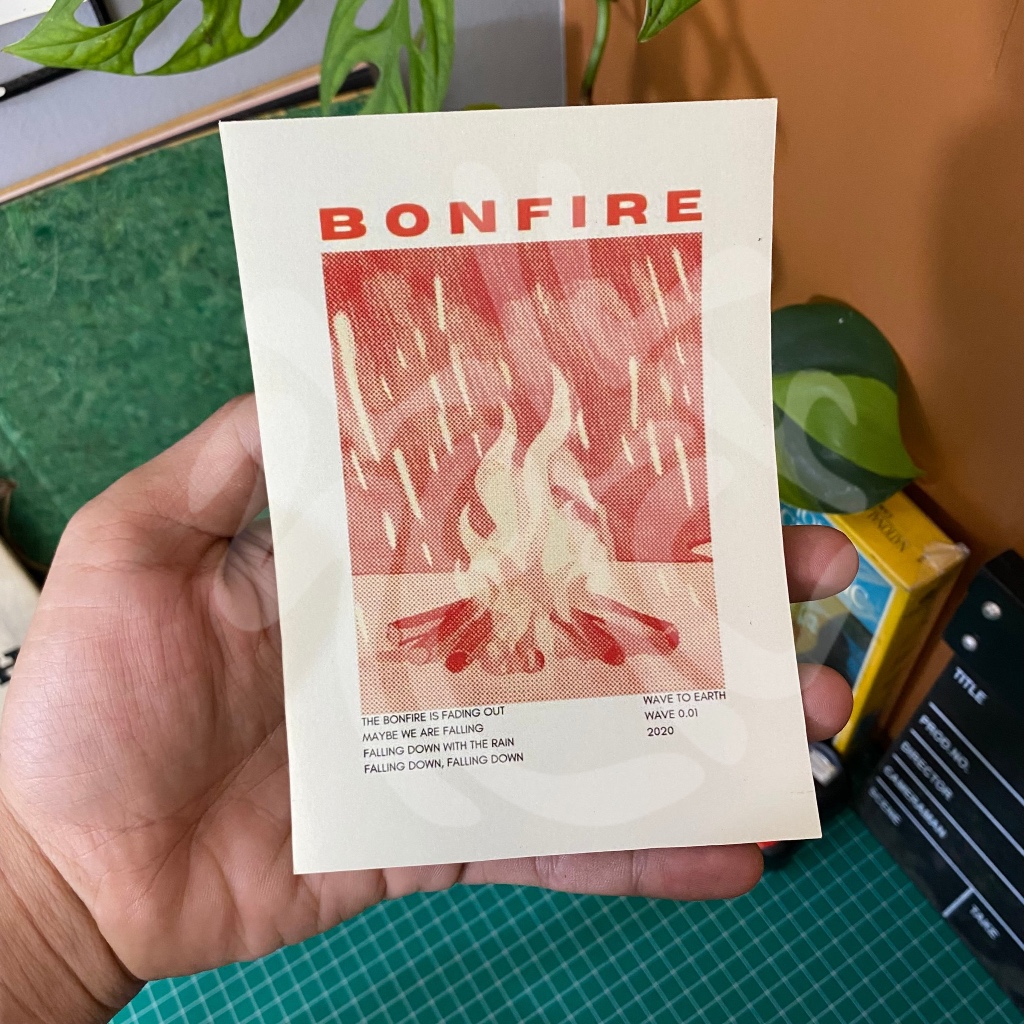 BONFIRE
THE BONFIRE IS FADING OUT
MAYBE WE ARE FALLING
FALLING DOWN WITH THE RAIN
FALLING DOWN, FALLING DOWN
WAVE TO EARTH
WAVE 0.01
2020
TITLE
PROD.NO.
DIRECTOR
CAMERAMAN
SCENE
TAKE